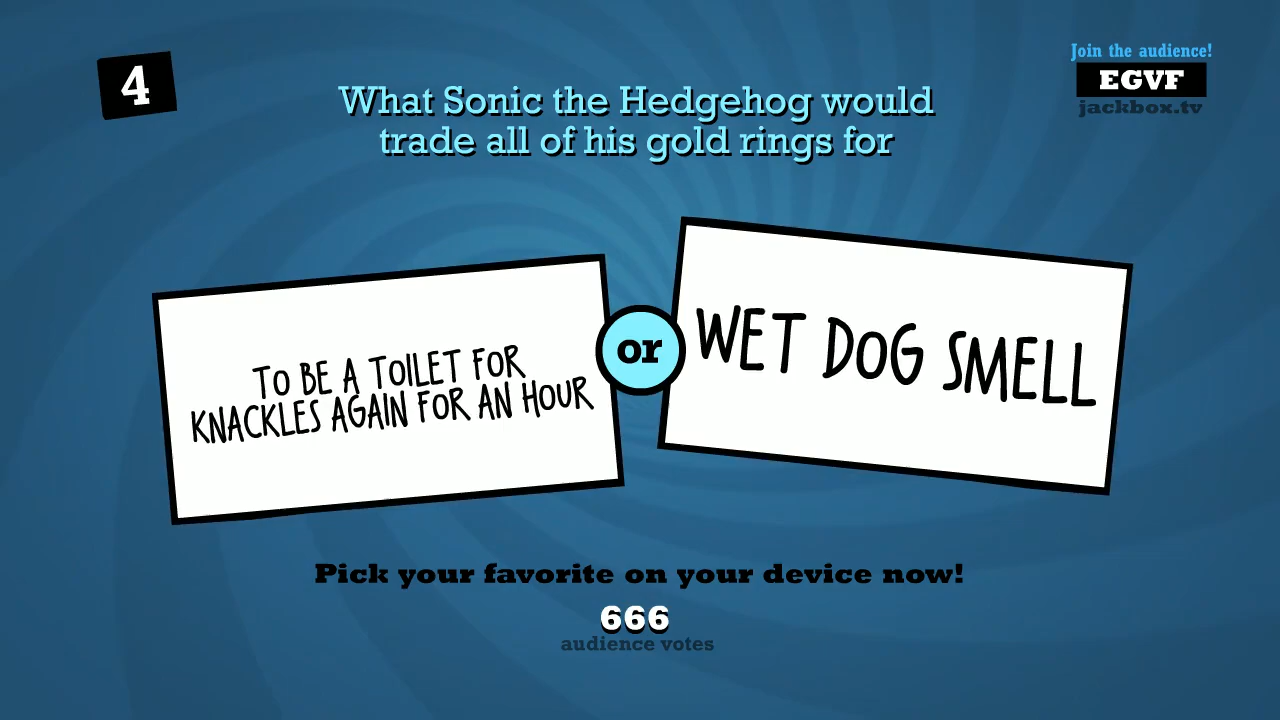 4
Join the audience!
EGVF
jackbox.tv
What Sonic the Hedgehog would
trade all of his gold rings for
TO BE A TOILET FOR
KNACKLES AGAIN FOR AN HOUR
or
WET DOG SMELL
Pick your favorite on your device now!
666
audience votes